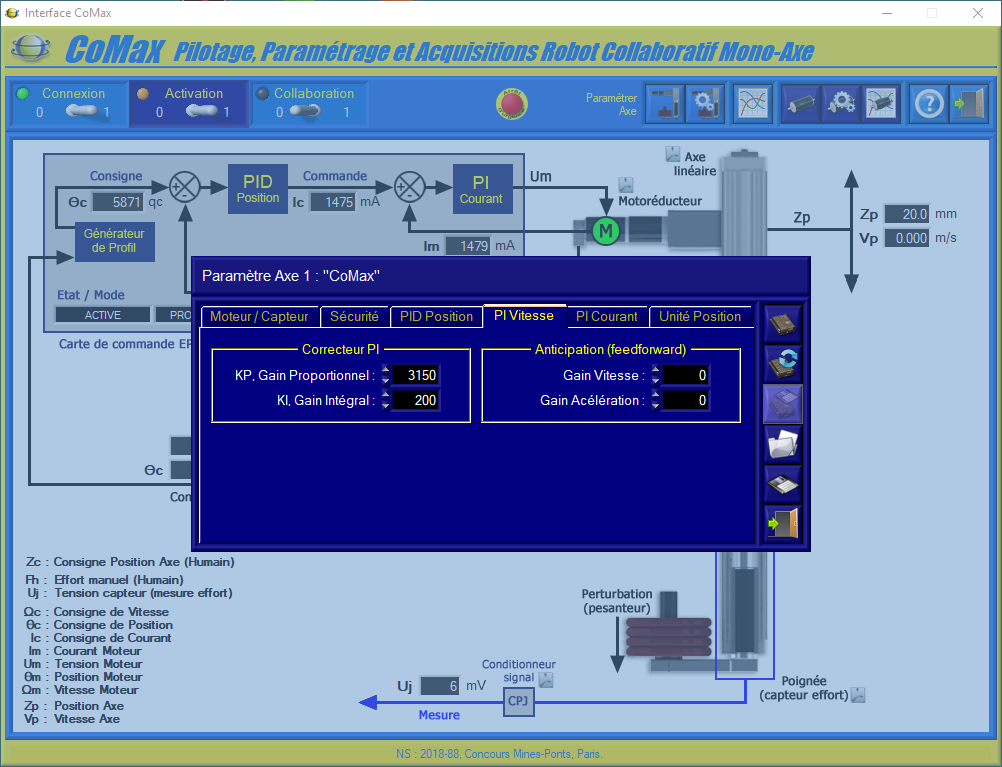 Interface CoMax
CoMax Pilotage, Paramétrage et Acquisitions Robot Collaboratif Mono-Axe
Connexion
0 1
Activation
0 1
Collaboration
0 1
Paramétrer
Axe
Consigne
Θc 5871 qc
PID
Position
Commande
Ic 1475 mA
PI
Courant
Um
Axe
linéaire
Motoréducteur
M
Générateur
de Profil
Im 1479 mA
Zp
Zp 20.0 mm
Vp 0.000 m/s
Etat / Mode
ACTIVE PRO
Carte de commande EP
Θc
Con
Paramètre Axe 1 : "CoMax"
Moteur / Capteur Sécurité PID Position PI Vitesse PI Courant Unité Position
Correcteur PI
KP, Gain Proportionnel : 3150
KI, Gain Intégral : 200
Anticipation (feedforward)
Gain Vitesse : 0
Gain Acélération : 0
Zc : Consigne Position Axe (Humain)
Fh : Effort manuel (Humain)
Uj : Tension capteur (mesure effort)
Ωc : Consigne de Vitesse
Θc : Consigne de Position
Ic : Consigne de Courant
Im : Courant Moteur
Um : Tension Moteur
Θm : Position Moteur
Ωm : Vitesse Moteur
Zp : Position Axe
Vp : Vitesse Axe
Perturbation
(pesanteur)
Conditionneur
signal
Uj 6 mV
CPJ
Mesure
Poignée
(capteur effort)
NS : 2018-88, Concours Mines-Ponts, Paris.